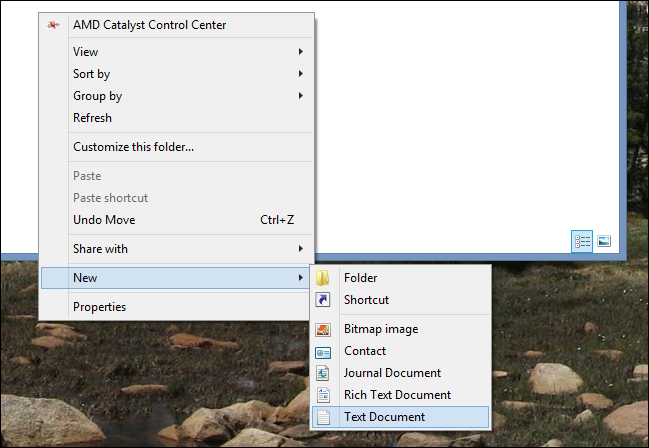 AMD Catalyst Control Center
View
Sort by
Group by
Refresh
Customize this folder...
Paste
Paste shortcut
Undo Move Ctrl+Z
Share with
New
Properties
Folder
Shortcut
Bitmap image
Contact
Journal Document
Rich Text Document
Text Document